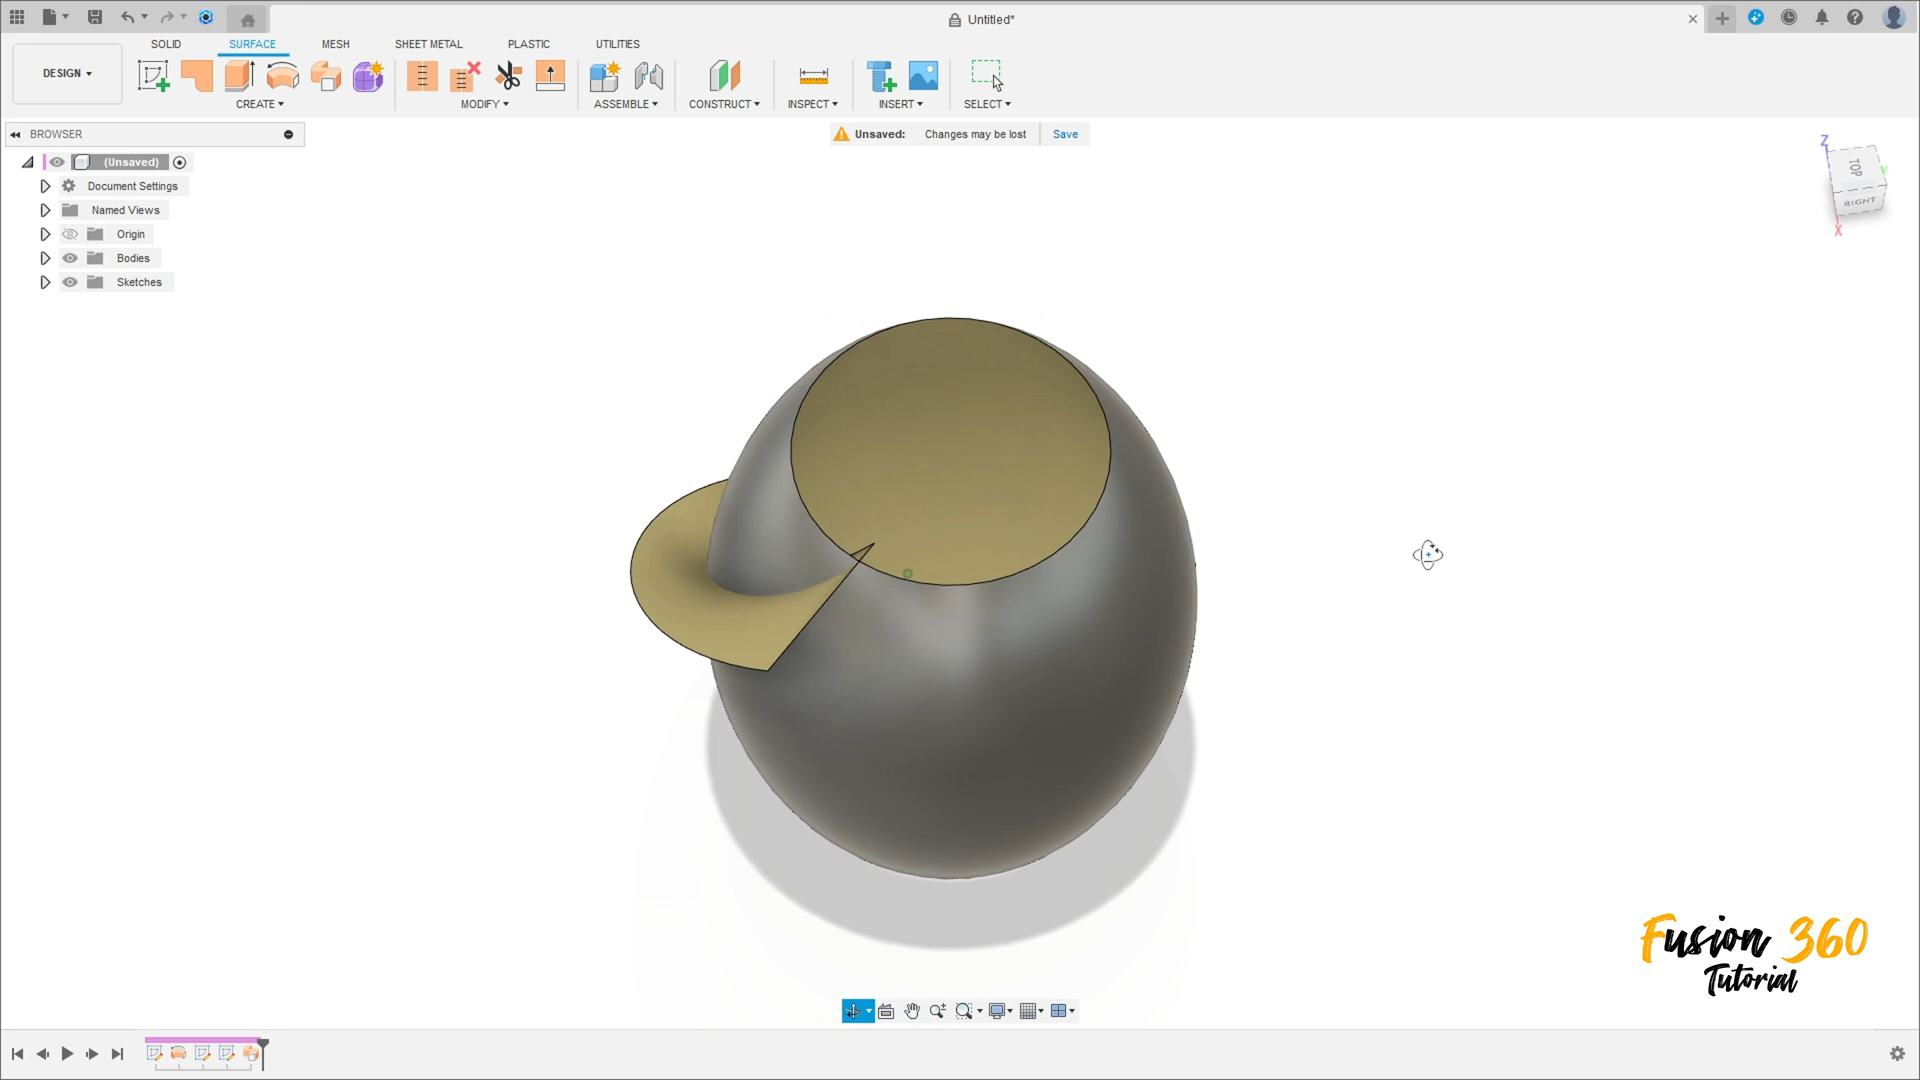 Untitled*
SOLID SURFACE MESH SHEET METAL PLASTIC UTILITIES
DESIGN
CREATE MODIFY ASSEMBLE CONSTRUCT INSPECT INSERT SELECT
BROWSER
Unsaved: Changes may be lost Save
(Unsaved)
Document Settings
Named Views
Origin
Bodies
Sketches
Z
TOP
RIGHT
X
Fusion 360
Tutorial